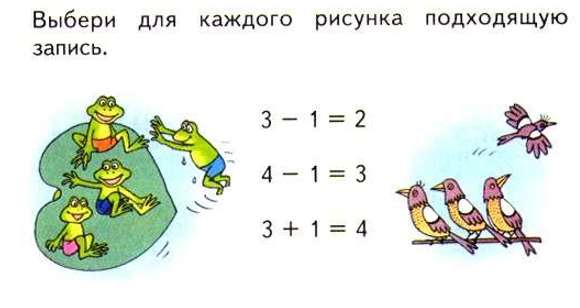 Выбери для каждого рисунка подходящую
запись.
3 − 1 = 2
4 − 1 = 3
3 + 1 = 4